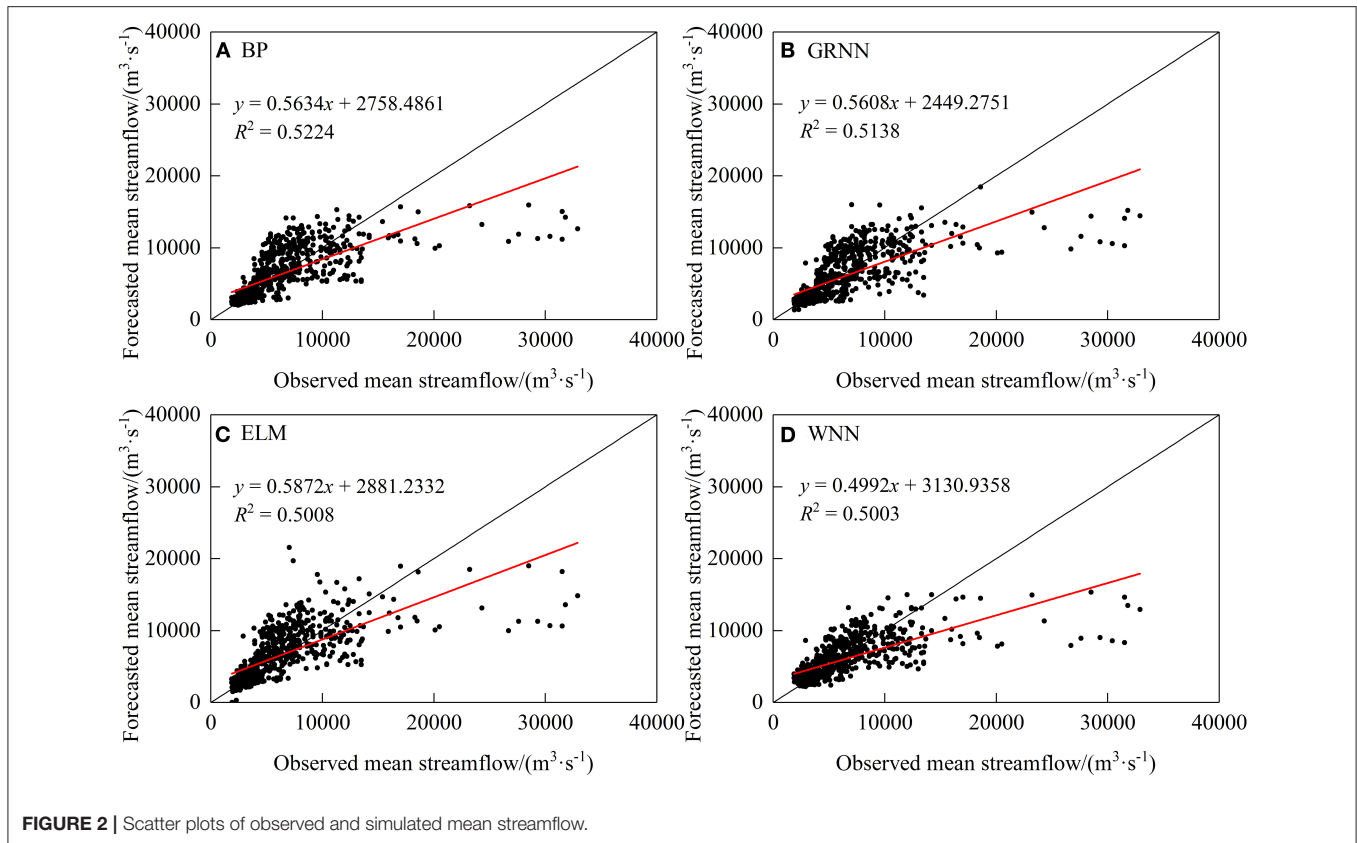 A BP
y = 0.5634x + 2758.4861
R² = 0.5224
Forecasted mean streamflow/(m³·s⁻¹)
40000
30000
20000
10000
0
0 10000 20000 30000 40000
Observed mean streamflow/(m³·s⁻¹)
B GRNN
y = 0.5608x + 2449.2751
R² = 0.5138
Forecasted mean streamflow/(m³·s⁻¹)
40000
30000
20000
10000
0
0 10000 20000 30000 40000
Observed mean streamflow/(m³·s⁻¹)
C ELM
y = 0.5872x + 2881.2332
R² = 0.5008
Forecasted mean streamflow/(m³·s⁻¹)
40000
30000
20000
10000
0
0 10000 20000 30000 40000
Observed mean streamflow/(m³·s⁻¹)
D WNN
y = 0.4992x + 3130.9358
R² = 0.5003
Forecasted mean streamflow/(m³·s⁻¹)
40000
30000
20000
10000
0
0 10000 20000 30000 40000
Observed mean streamflow/(m³·s⁻¹)
FIGURE 2 | Scatter plots of observed and simulated mean streamflow.